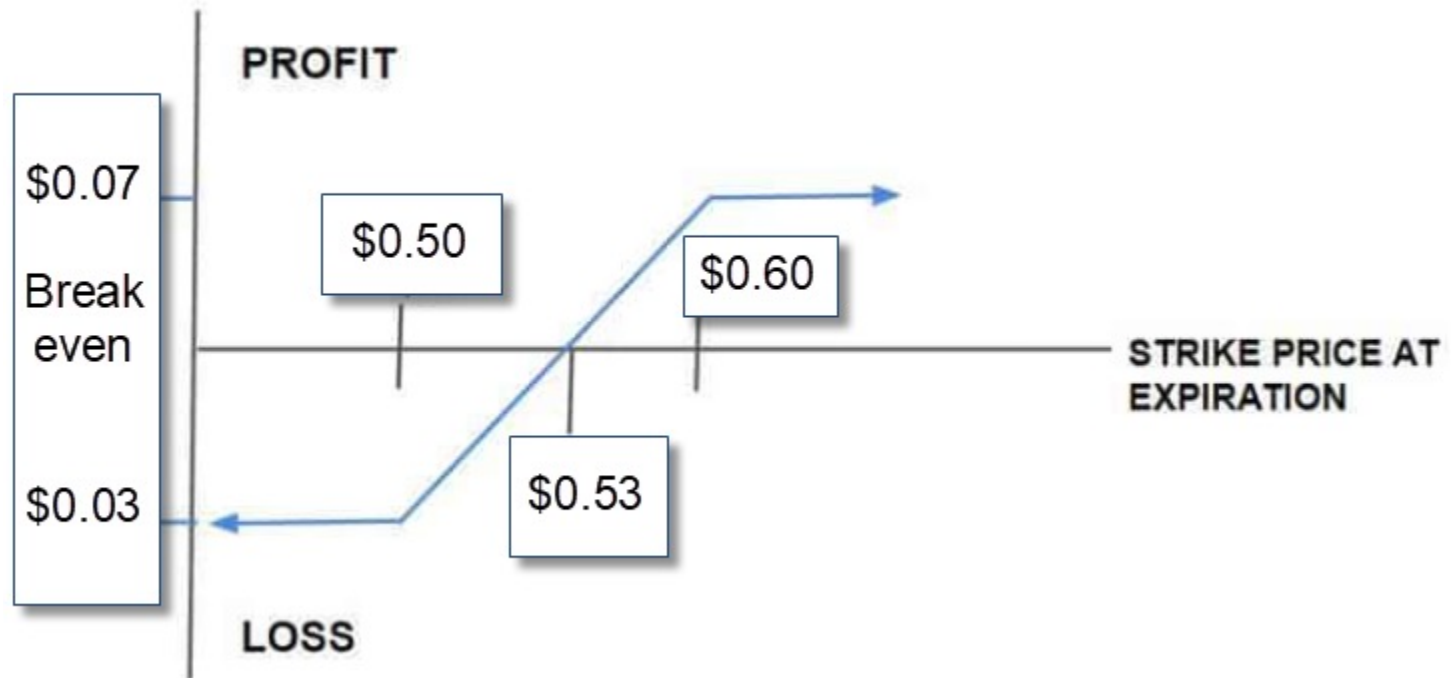 PROFIT
$0.07
$0.50
$0.60
Break
even
STRIKE PRICE AT
EXPIRATION
$0.03
$0.53
LOSS